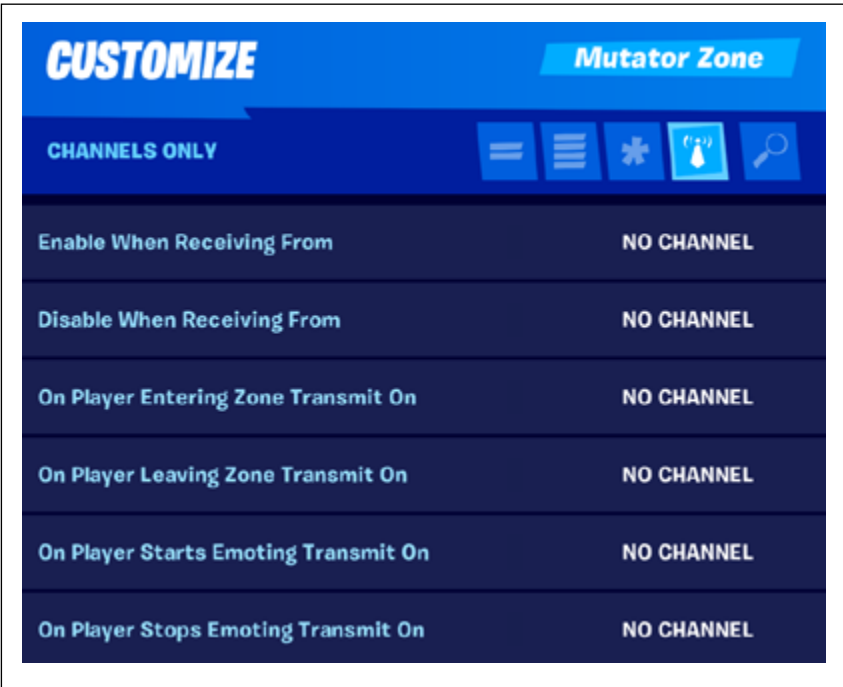 CUSTOMIZE
Mutator Zone
CHANNELS ONLY
Enable When Receiving From NO CHANNEL
Disable When Receiving From NO CHANNEL
On Player Entering Zone Transmit On NO CHANNEL
On Player Leaving Zone Transmit On NO CHANNEL
On Player Starts Emoting Transmit On NO CHANNEL
On Player Stops Emoting Transmit On NO CHANNEL